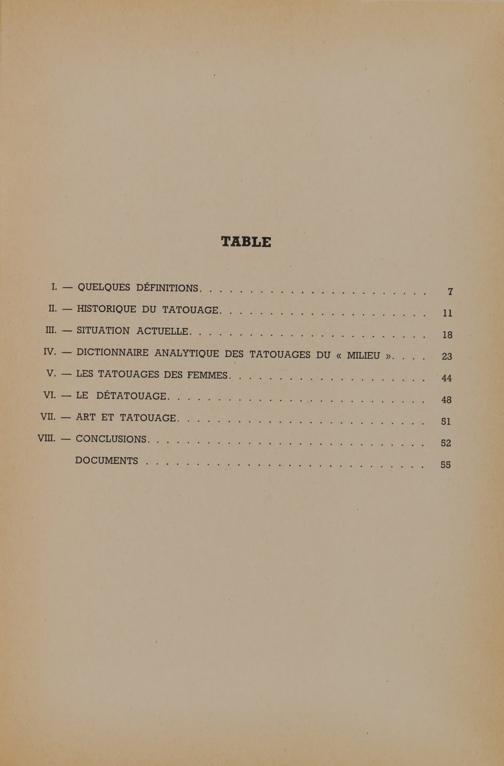 TABLE
I. — QUELQUES DÉFINITIONS. . . . . . . . . . . . . . . . . . . . . . . . 7
II. — HISTORIQUE DU TATOUAGE. . . . . . . . . . . . . . . . . . . . . . 11
III. — SITUATION ACTUELLE. . . . . . . . . . . . . . . . . . . . . . . . . 18
IV. — DICTIONNAIRE ANALYTIQUE DES TATOUAGES DU « MILIEU ». . . . 23
V. — LES TATOUAGES DES FEMMES. . . . . . . . . . . . . . . . . . . . . 44
VI. — LE DÉTATOUAGE. . . . . . . . . . . . . . . . . . . . . . . . . . . 48
VII. — ART ET TATOUAGE. . . . . . . . . . . . . . . . . . . . . . . . . . 51
VIII. — CONCLUSIONS. . . . . . . . . . . . . . . . . . . . . . . . . . . . . 52
DOCUMENTS . . . . . . . . . . . . . . . . . . . . . . . . . . . . . 55